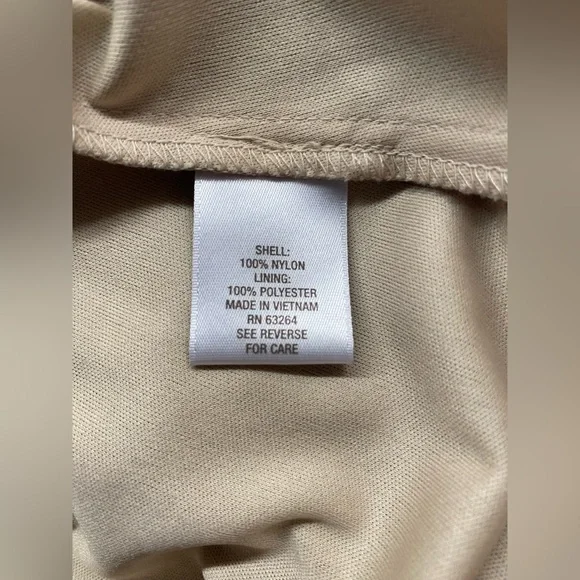 SHELL:
100% NYLON
LINING:
100% POLYESTER
MADE IN VIETNAM
RN 63264
SEE REVERSE
FOR CARE